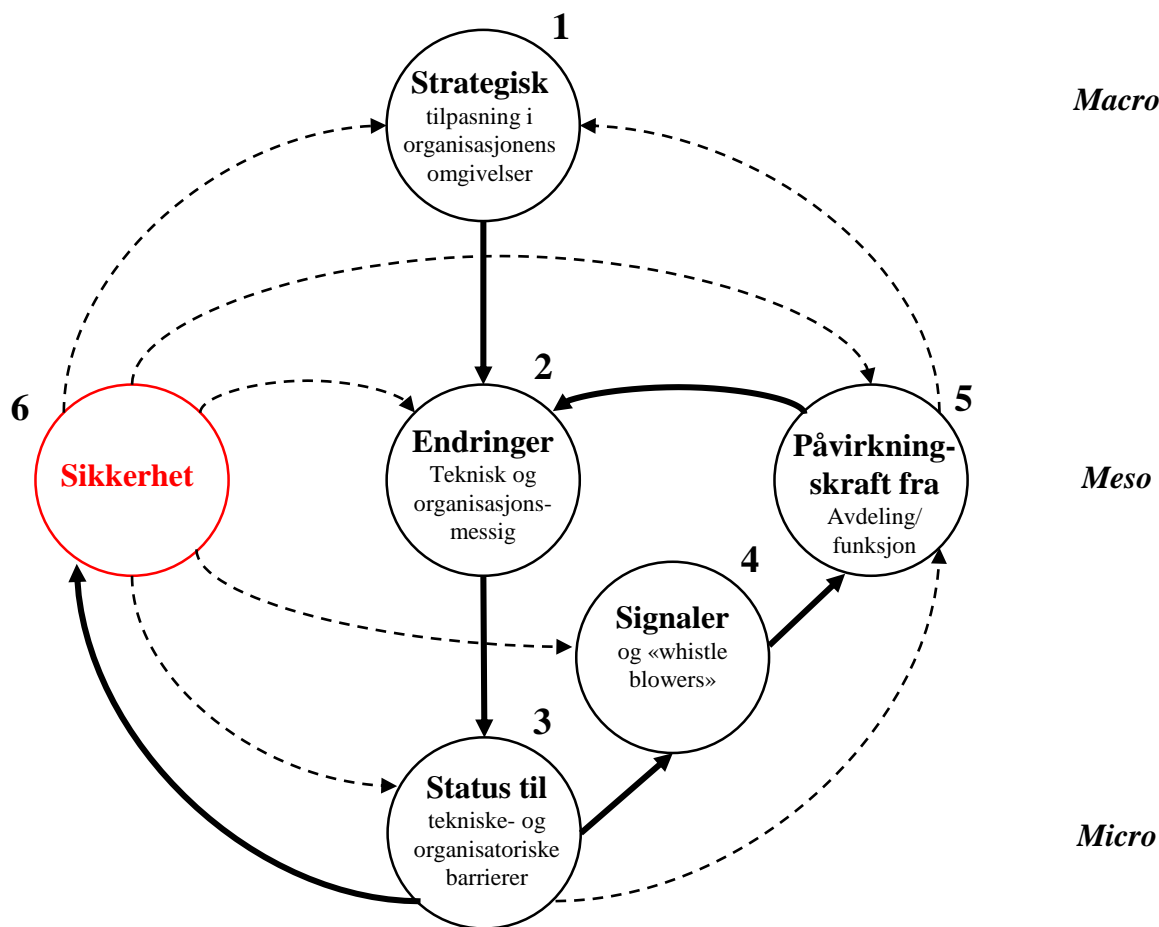 1
Strategisk
tilpasning i
organisasjonens
omgivelser
Macro
2
Endringer
Teknisk og
organisasjons-
messig
6
Sikkerhet
5
Påvirkning-
skraft fra
Avdeling/
funksjon
Meso
4
Signaler
og «whistle
blowers»
3
Status til
tekniske- og
organisatoriske
barrierer
Micro